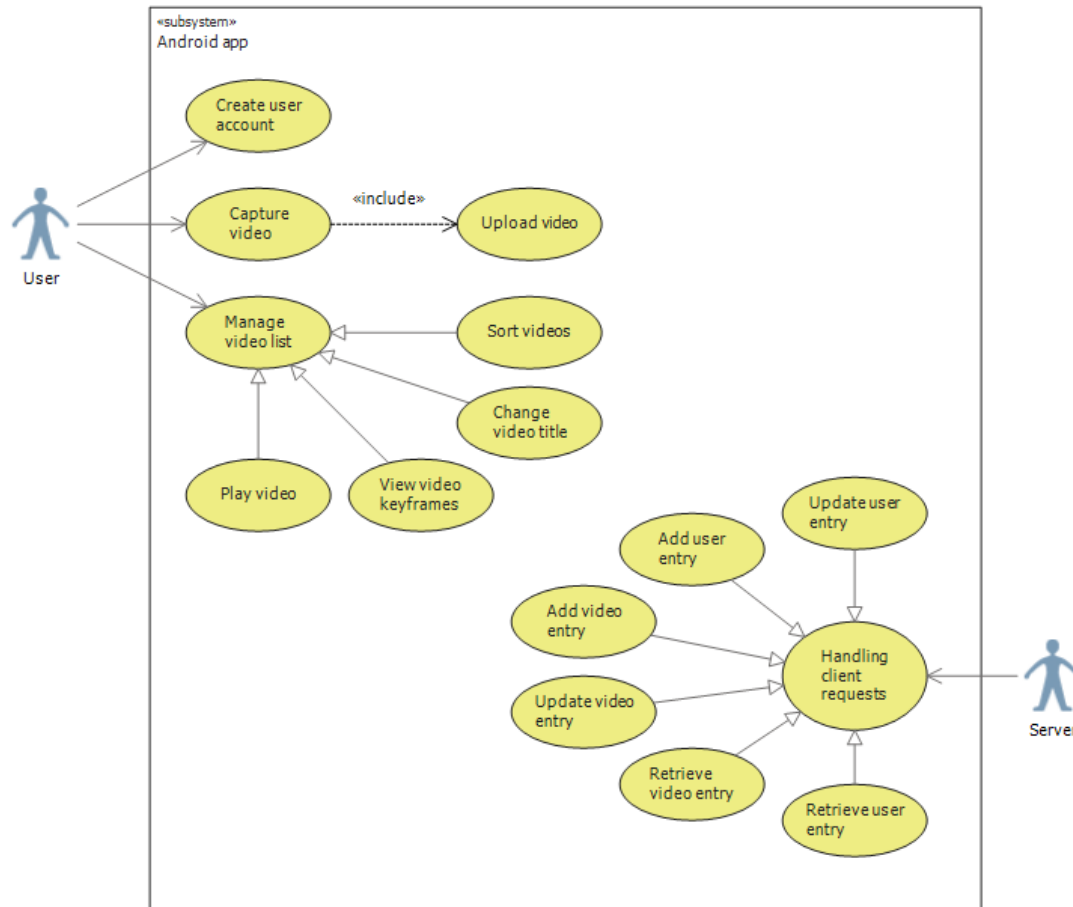 «subsystem»
Android app
Create user
account
«include»
Capture
video
Upload video
User
Manage
video list
Sort videos
Change
video title
Play video
View video
keyframes
Update user
entry
Add user
entry
Add video
entry
Handling
client
requests
Update video
entry
Server
Retrieve
video entry
Retrieve user
entry